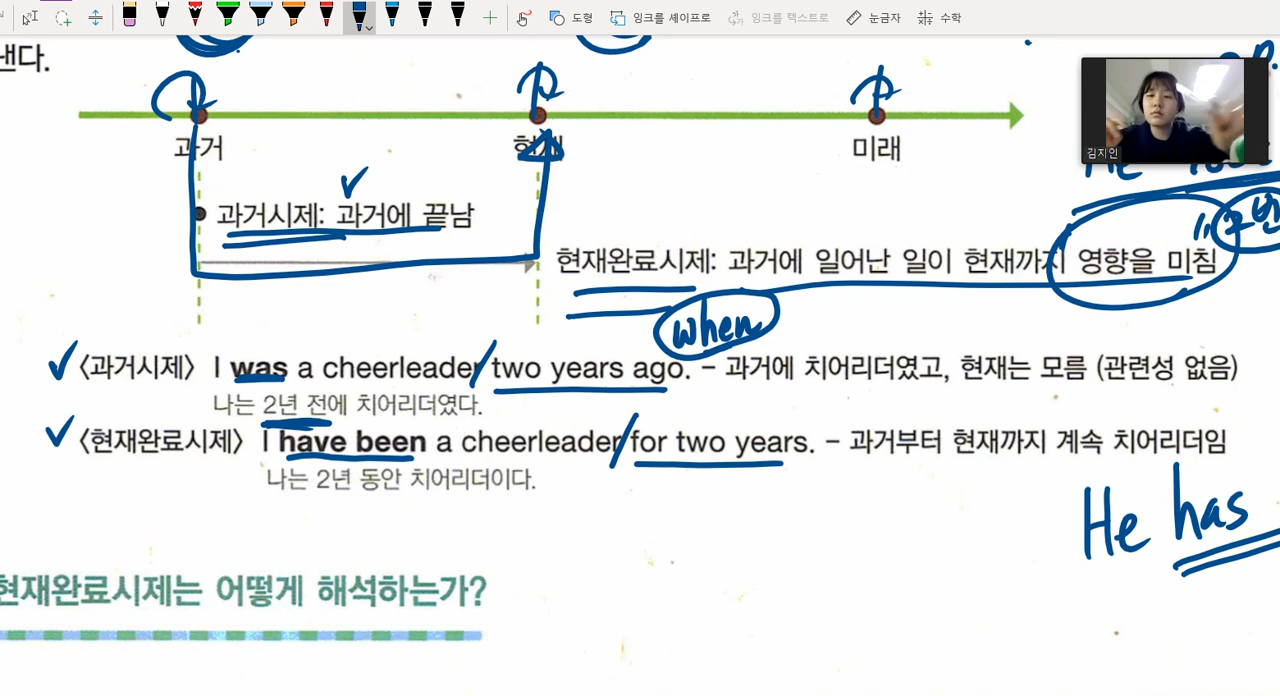 도형 잉크를 셰이프로 잉크를 텍스트로 눈금자 수학
낸다.
김지인
과거 현재 미래
과거시제: 과거에 끝남
현재완료시제: 과거에 일어난 일이 현재까지 영향을 미침
when
〈과거시제〉 I was a cheerleader / two years ago. – 과거에 치어리더였고, 현재는 모름 (관련성 없음)
나는 2년 전에 치어리더였다.
〈현재완료시제〉 I have been a cheerleader / for two years. – 과거부터 현재까지 계속 치어리더임
나는 2년 동안 치어리더이다.
He has
현재완료시제는 어떻게 해석하는가?